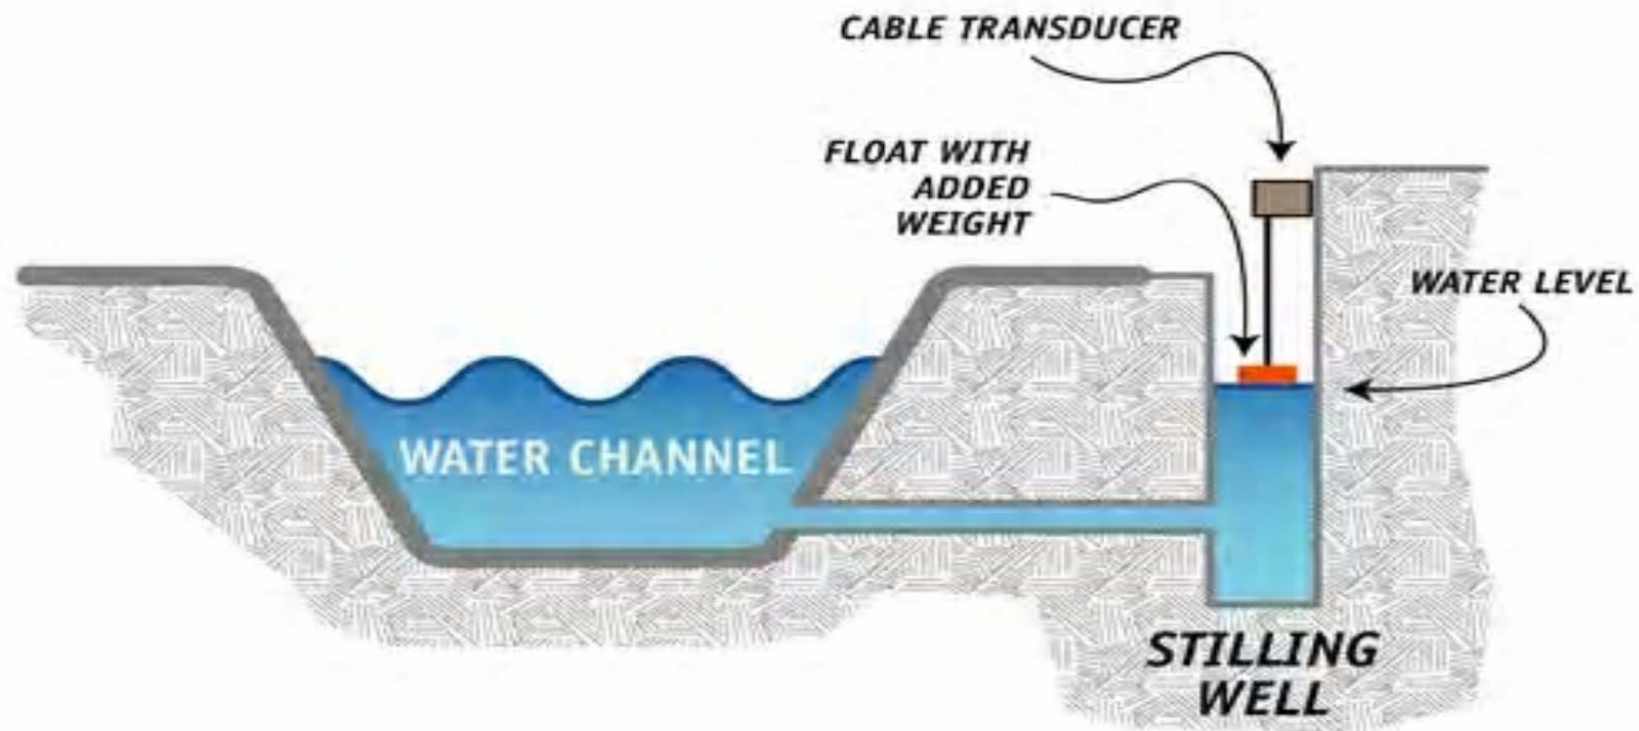 CABLE TRANSDUCER
FLOAT WITH
ADDED
WEIGHT
WATER LEVEL
WATER CHANNEL
STILLING
WELL